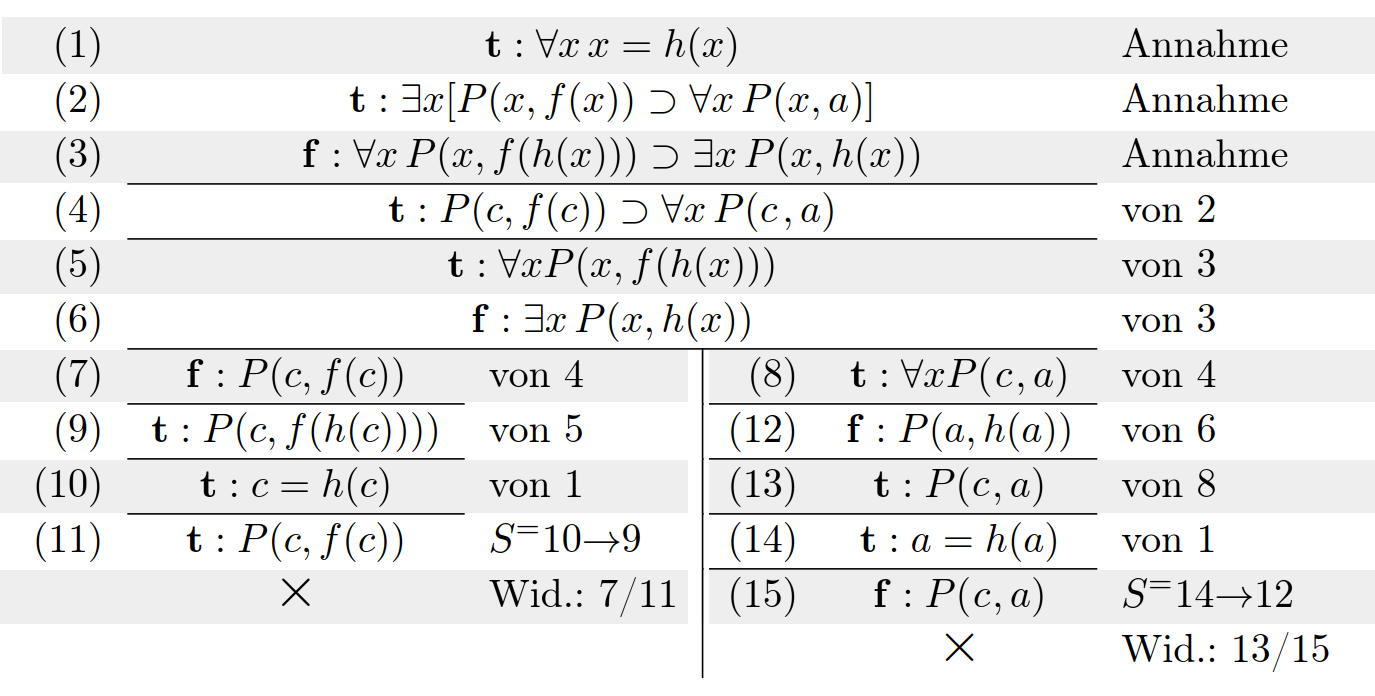 (1) t : ∀x x = h(x) Annahme
(2) t : ∃x[P(x, f(x)) ⊃ ∀x P(x, a)] Annahme
(3) f : ∀x P(x, f(h(x))) ⊃ ∃x P(x, h(x)) Annahme
(4) t : P(c, f(c)) ⊃ ∀x P(c, a) von 2
(5) t : ∀xP(x, f(h(x))) von 3
(6) f : ∃x P(x, h(x)) von 3
(7) f : P(c, f(c)) von 4 (8) t : ∀xP(c, a) von 4
(9) t : P(c, f(h(c)))) von 5 (12) f : P(a, h(a)) von 6
(10) t : c = h(c) von 1 (13) t : P(c, a) von 8
(11) t : P(c, f(c)) S⁼10→9 (14) t : a = h(a) von 1
× Wid.: 7/11 (15) f : P(c, a) S⁼14→12
× Wid.: 13/15